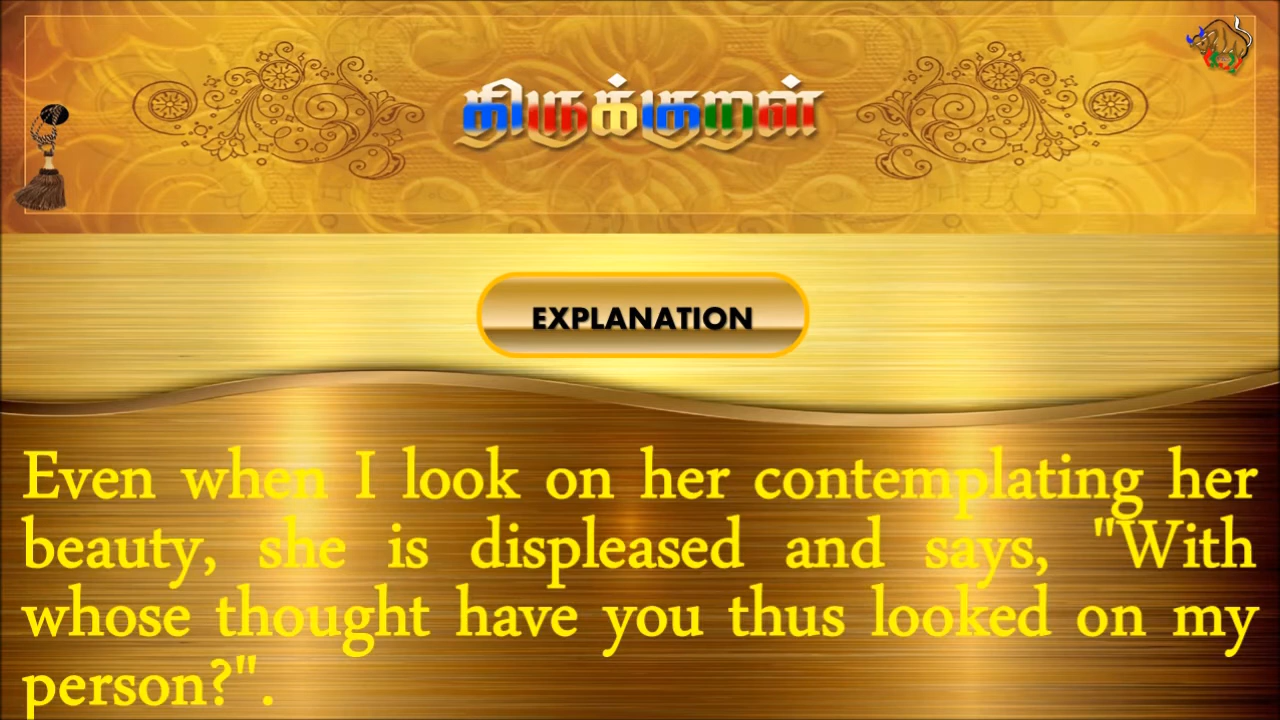 திருக்குறள்
EXPLANATION
Even when I look on her contemplating her
beauty, she is displeased and says, "With
whose thought have you thus looked on my
person?".